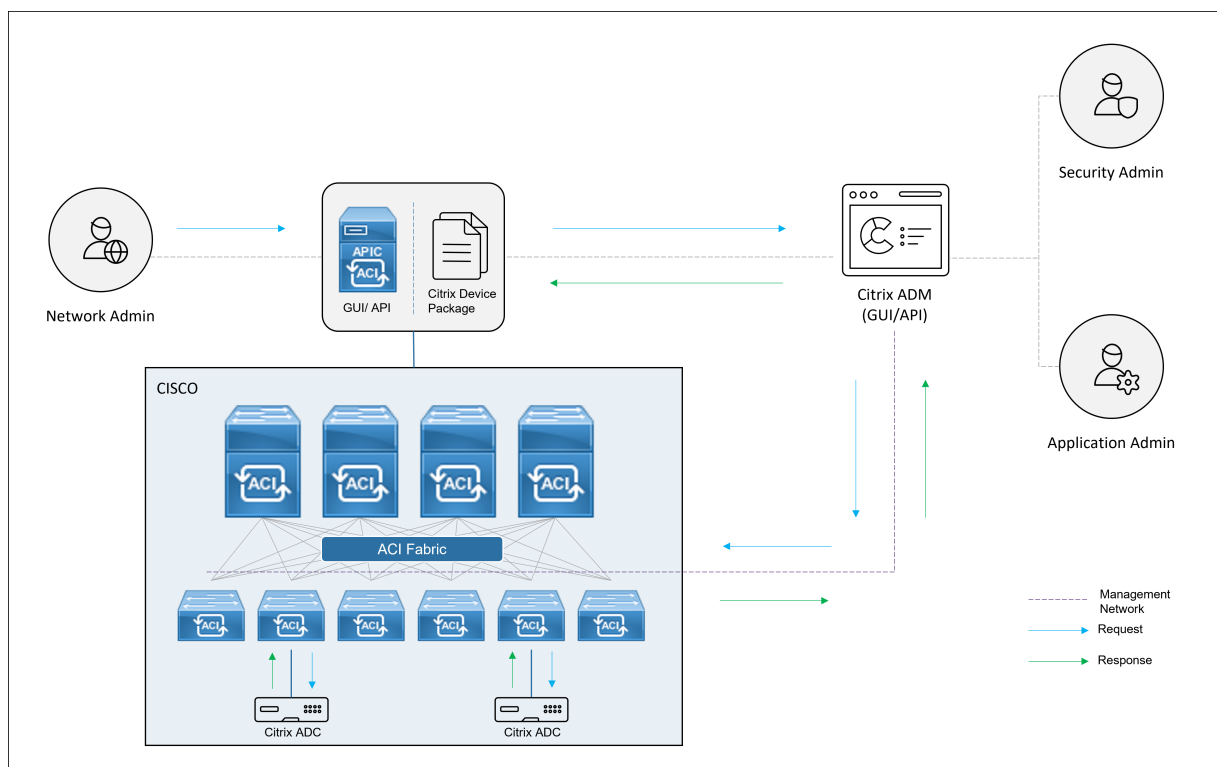 Security Admin
Network Admin
APIC
ACI
GUI/ API
Citrix Device
Package
Citrix ADM
(GUI/API)
Application Admin
CISCO
ACI
ACI
ACI
ACI
ACI Fabric
ACI
ACI
ACI
ACI
ACI
ACI
Citrix ADC
Citrix ADC
Management
Network
Request
Response